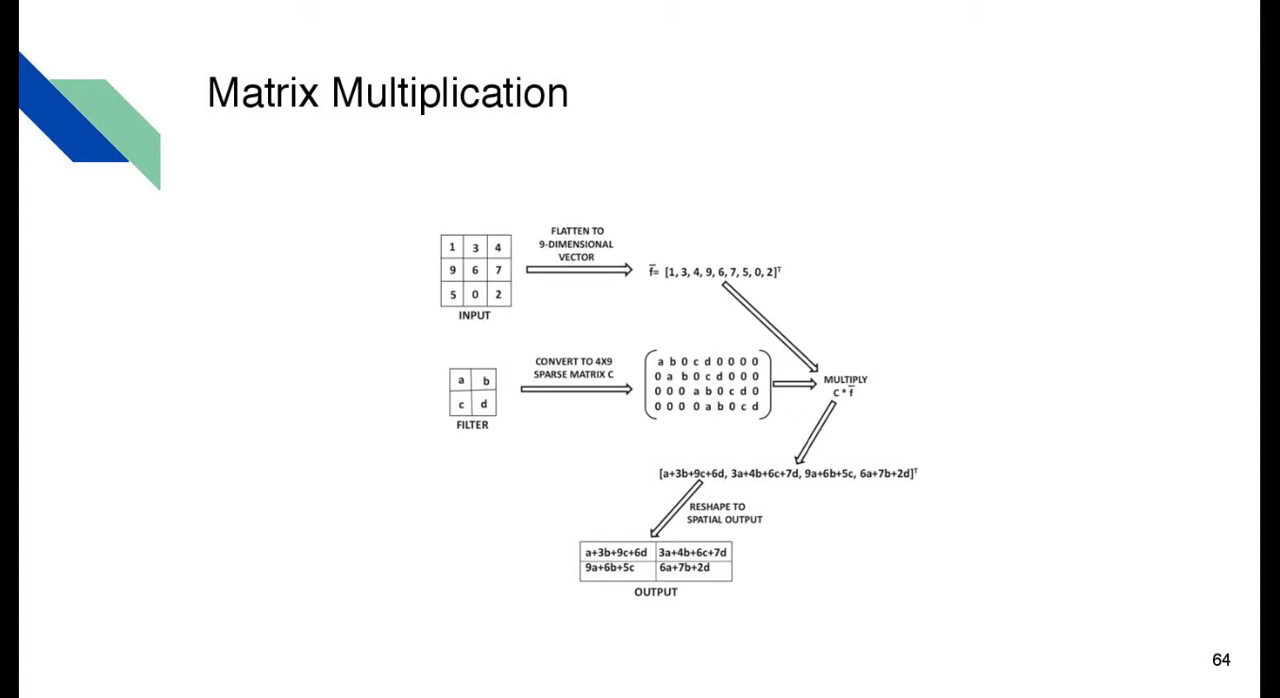 Matrix Multiplication
FLATTEN TO
9-DIMENSIONAL
VECTOR
1 3 4
9 6 7
5 0 2
INPUT
f̅= [1, 3, 4, 9, 6, 7, 5, 0, 2]ᵀ
CONVERT TO 4X9
SPARSE MATRIX C
a b
c d
FILTER
a b 0 c d 0 0 0 0
0 a b 0 c d 0 0 0
0 0 0 a b 0 c d 0
0 0 0 0 a b 0 c d
MULTIPLY
C * f̅
[a+3b+9c+6d, 3a+4b+6c+7d, 9a+6b+5c, 6a+7b+2d]ᵀ
RESHAPE TO
SPATIAL OUTPUT
a+3b+9c+6d 3a+4b+6c+7d
9a+6b+5c 6a+7b+2d
OUTPUT
64